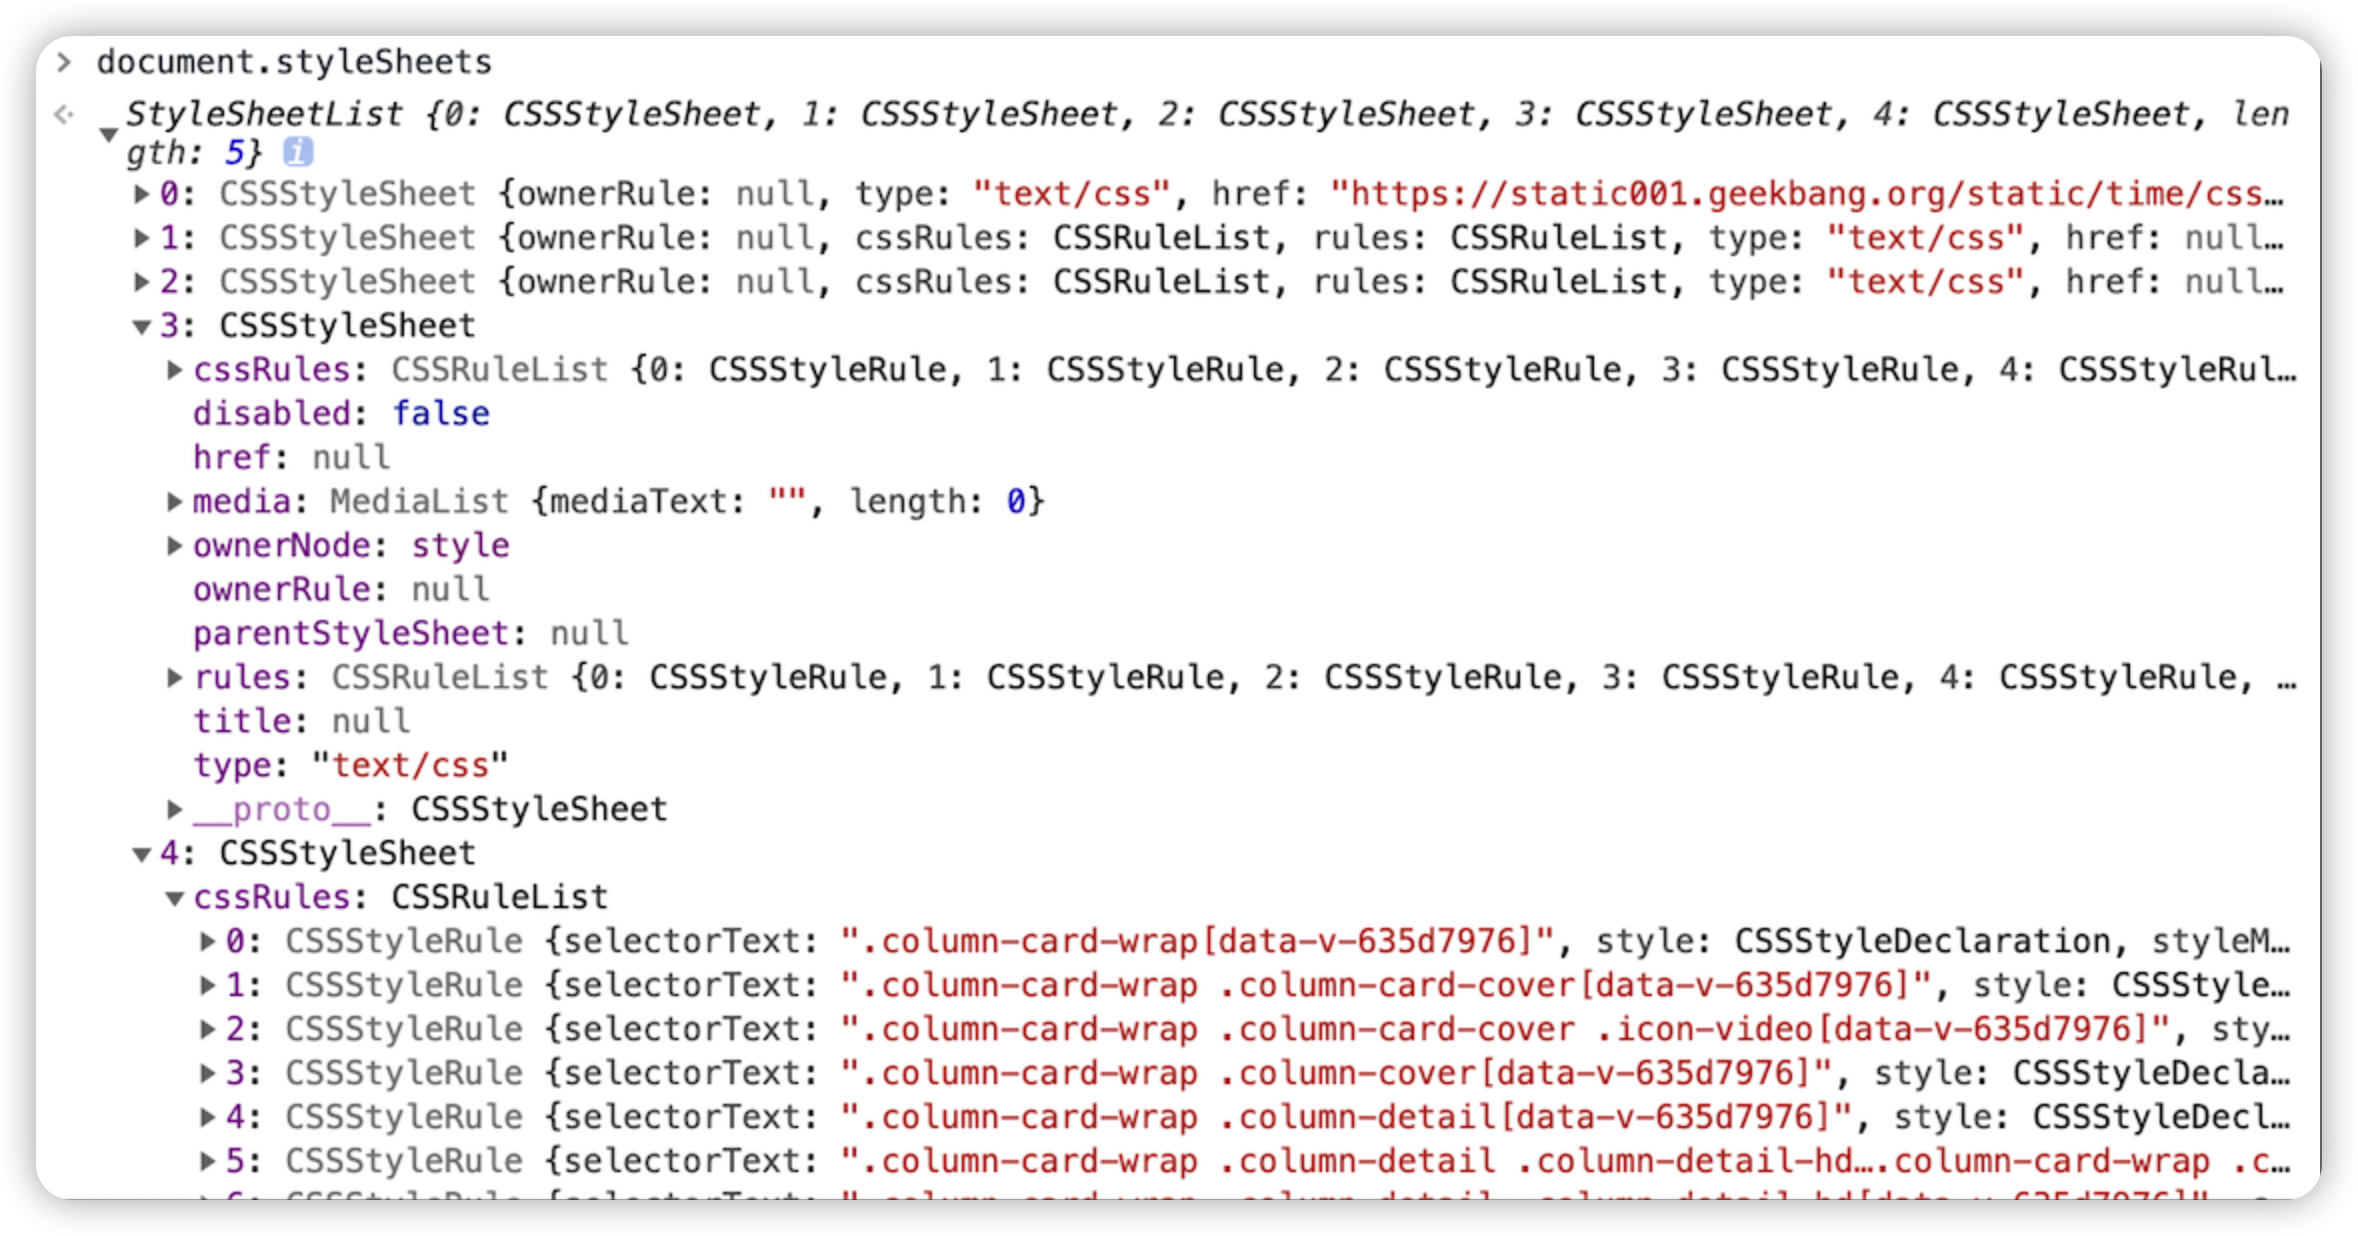 > document.styleSheets
StyleSheetList {0: CSSStyleSheet, 1: CSSStyleSheet, 2: CSSStyleSheet, 3: CSSStyleSheet, 4: CSSStyleSheet, len
gth: 5} i
▶0: CSSStyleSheet {ownerRule: null, type: "text/css", href: "https://static001.geekbang.org/static/time/css…
▶1: CSSStyleSheet {ownerRule: null, cssRules: CSSRuleList, rules: CSSRuleList, type: "text/css", href: null…
▶2: CSSStyleSheet {ownerRule: null, cssRules: CSSRuleList, rules: CSSRuleList, type: "text/css", href: null…
▼3: CSSStyleSheet
▶cssRules: CSSRuleList {0: CSSStyleRule, 1: CSSStyleRule, 2: CSSStyleRule, 3: CSSStyleRule, 4: CSSStyleRul…
disabled: false
href: null
▶media: MediaList {mediaText: "", length: 0}
▶ownerNode: style
ownerRule: null
parentStyleSheet: null
▶rules: CSSRuleList {0: CSSStyleRule, 1: CSSStyleRule, 2: CSSStyleRule, 3: CSSStyleRule, 4: CSSStyleRule, …
title: null
type: "text/css"
▶__proto__: CSSStyleSheet
▼4: CSSStyleSheet
▼cssRules: CSSRuleList
▶0: CSSStyleRule {selectorText: ".column-card-wrap[data-v-635d7976]", style: CSSStyleDeclaration, styleM…
▶1: CSSStyleRule {selectorText: ".column-card-wrap .column-card-cover[data-v-635d7976]", style: CSSStyle…
▶2: CSSStyleRule {selectorText: ".column-card-wrap .column-card-cover .icon-video[data-v-635d7976]", sty…
▶3: CSSStyleRule {selectorText: ".column-card-wrap .column-cover[data-v-635d7976]", style: CSSStyleDecla…
▶4: CSSStyleRule {selectorText: ".column-card-wrap .column-detail[data-v-635d7976]", style: CSSStyleDecl…
▶5: CSSStyleRule {selectorText: ".column-card-wrap .column-detail .column-detail-hd….column-card-wrap .c…